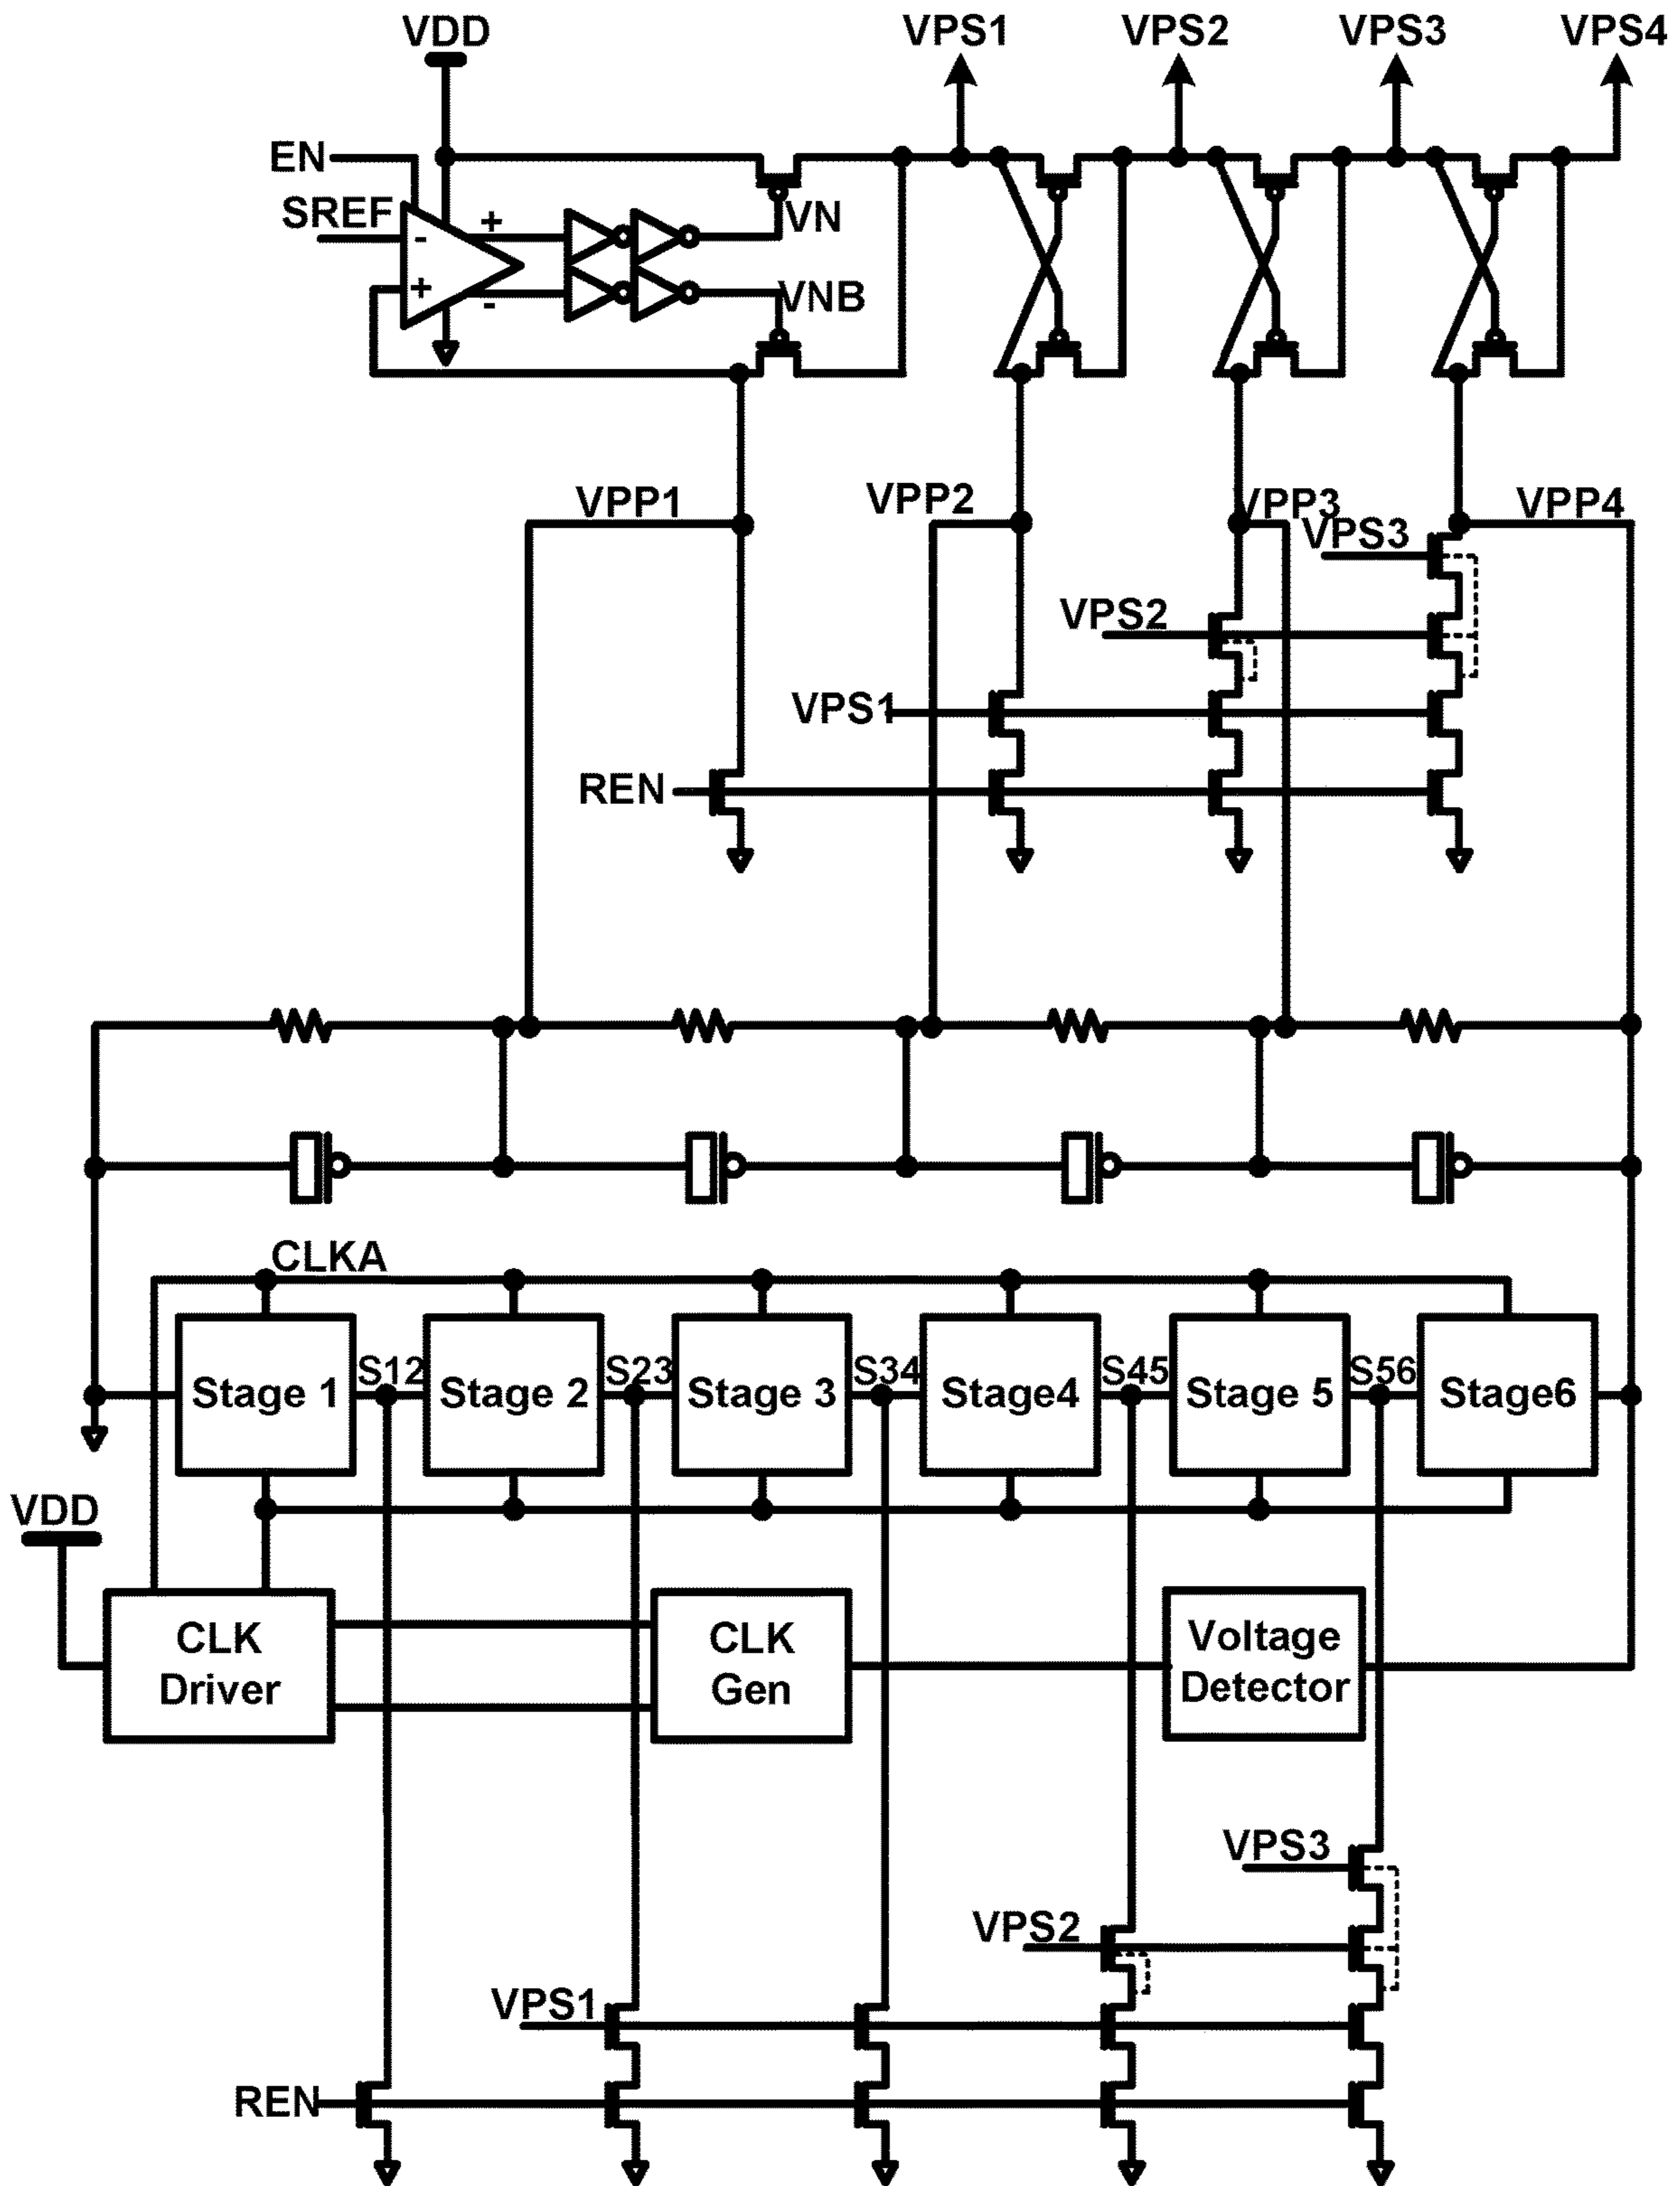 VDD
VPS1
VPS2
VPS3
VPS4
EN
SREF
+
-
VN
+
-
VNB
VPP1
VPP2
VPP3
VPP4
VPS3
VPS2
VPS1
REN
CLKA
Stage 1
S12
Stage 2
S23
Stage 3
S34
Stage4
S45
Stage 5
S56
Stage6
VDD
CLK
Driver
CLK
Gen
Voltage
Detector
VPS3
VPS2
VPS1
REN